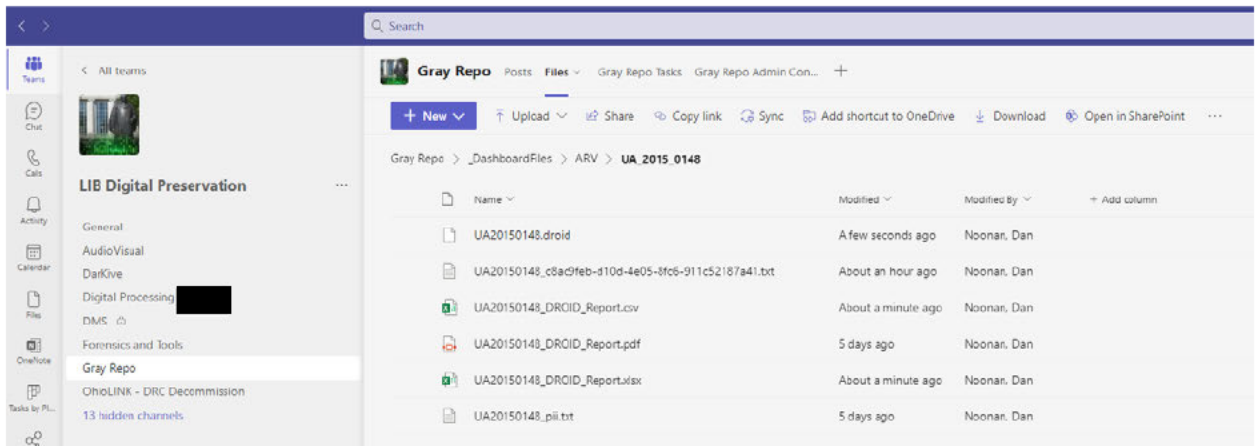 Search
Teams
Chat
Calls
Activity
Calendar
Files
OneNote
Tasks by Pl...
< All teams
LIB Digital Preservation ...
General
AudioVisual
DarKive
Digital Processing
DMS
Forensics and Tools
Gray Repo
OhioLINK - DRC Decommission
13 hidden channels
Gray Repo Posts Files Gray Repo Tasks Gray Repo Admin Con... +
+ New Upload Share Copy link Sync Add shortcut to OneDrive Download Open in SharePoint ...
Gray Repo > _DashboardFiles > ARV > UA_2015_0148
Name Modified Modified By + Add column
UA20150148.droid A few seconds ago Noonan, Dan
UA20150148_c8ac9feb-d10d-4e05-8fc6-911c52187a41.txt About an hour ago Noonan, Dan
UA20150148_DROID_Report.csv About a minute ago Noonan, Dan
UA20150148_DROID_Report.pdf 5 days ago Noonan, Dan
UA20150148_DROID_Report.xlsx About a minute ago Noonan, Dan
UA20150148_pii.txt 5 days ago Noonan, Dan